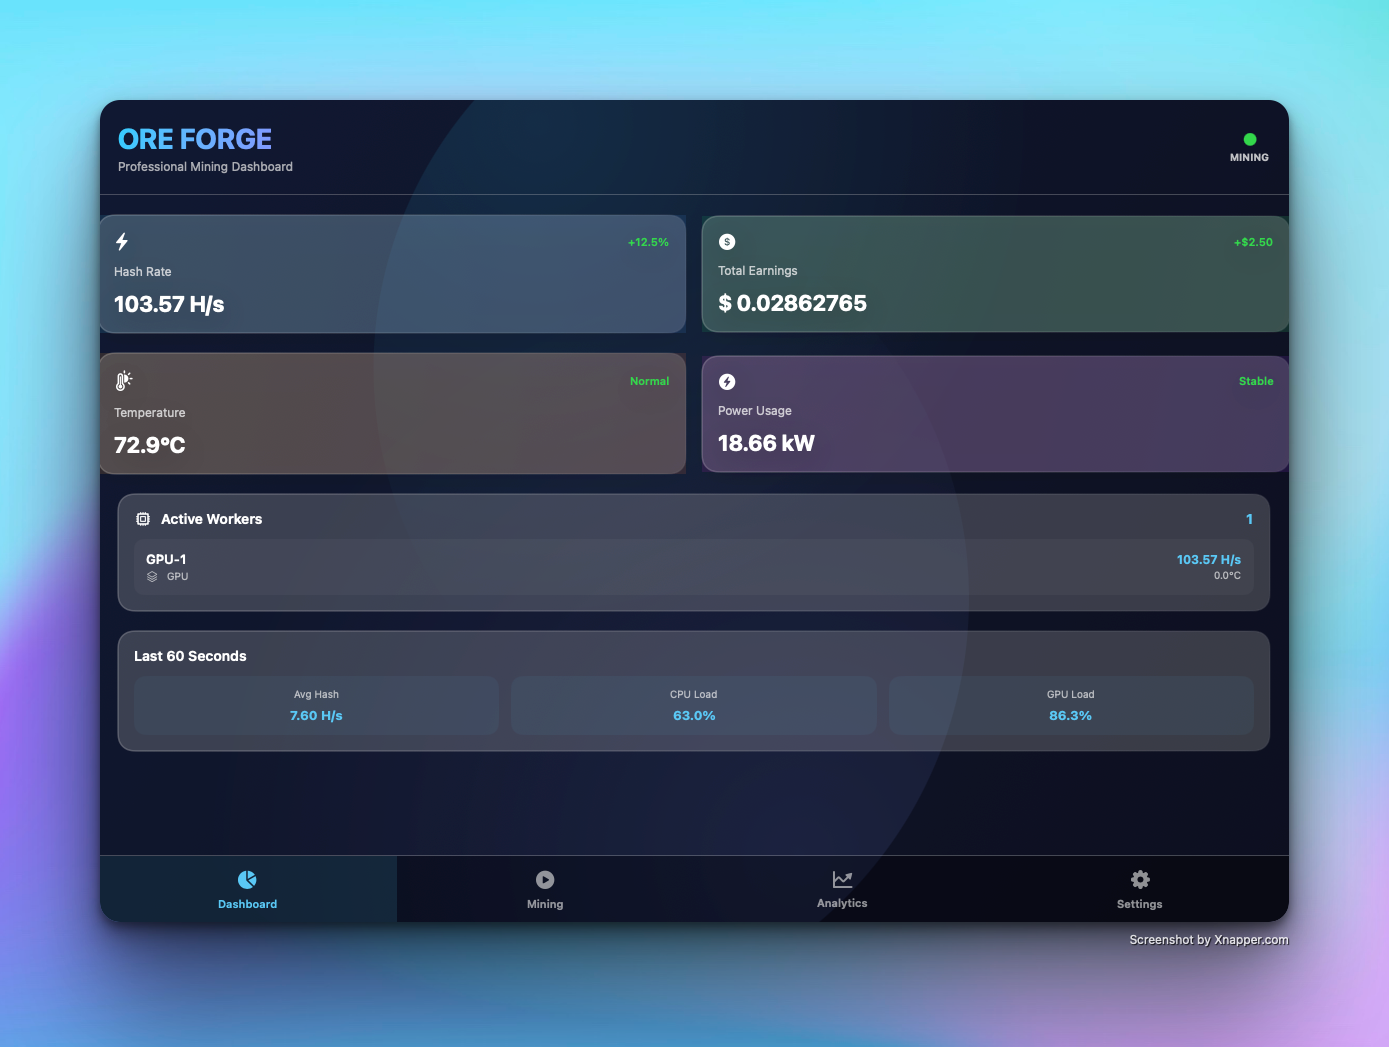 ORE FORGE
Professional Mining Dashboard
MINING
+12.5%
Hash Rate
103.57 H/s
+$2.50
Total Earnings
$ 0.02862765
Normal
Temperature
72.9°C
Stable
Power Usage
18.66 kW
Active Workers
1
GPU-1
103.57 H/s
GPU
0.0°C
Last 60 Seconds
Avg Hash
7.60 H/s
CPU Load
63.0%
GPU Load
86.3%
Dashboard
Mining
Analytics
Settings
Screenshot by Xnapper.com